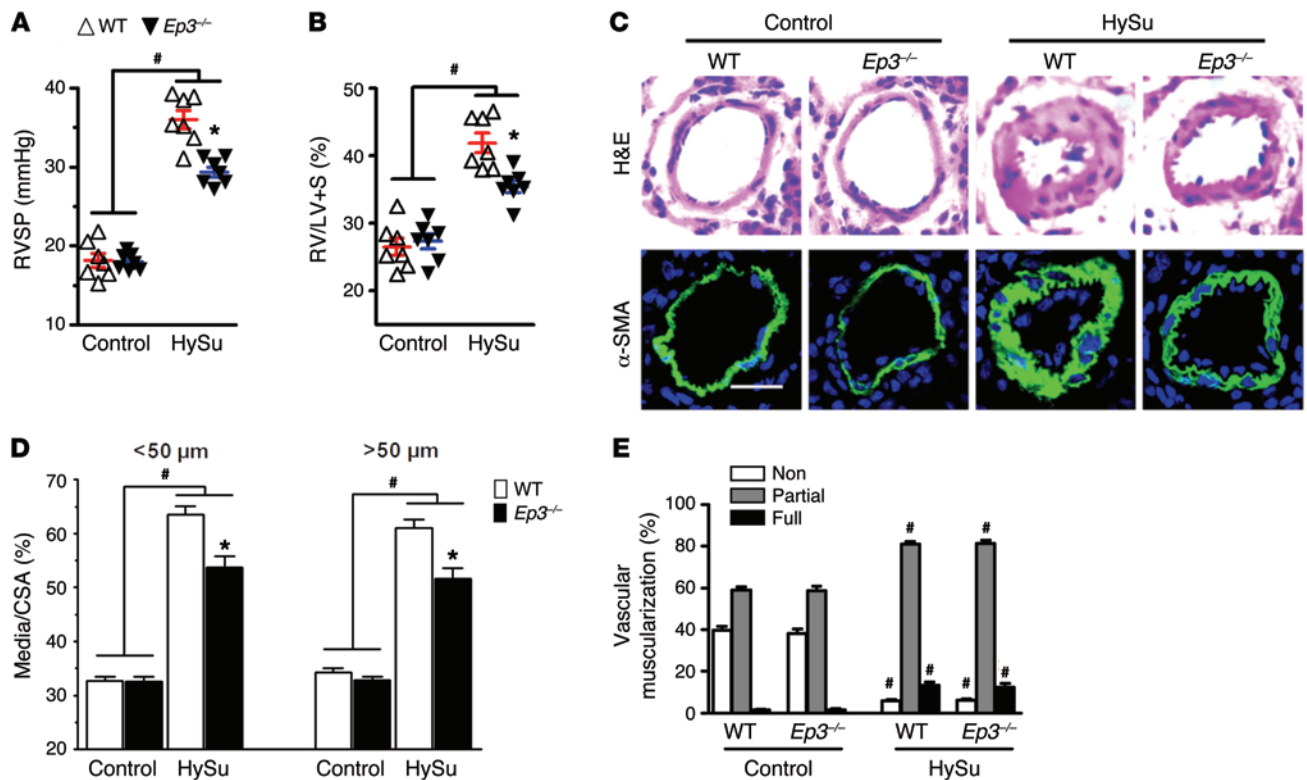 A
△ WT ▼ Ep3–/–
RVSP (mmHg)
40
30
20
10
#
*
Control HySu
B
RV/LV+S (%)
50
40
30
20
#
*
Control HySu
C
Control HySu
WT Ep3–/– WT Ep3–/–
H&E
α-SMA
D
<50 μm >50 μm
Media/CSA (%)
70
60
50
40
30
20
# #
* *
WT
Ep3–/–
Control HySu Control HySu
E
Non
Partial
Full
Vascular
muscularization (%)
100
80
60
40
20
0
# #
# # # #
WT Ep3–/– WT Ep3–/–
Control HySu